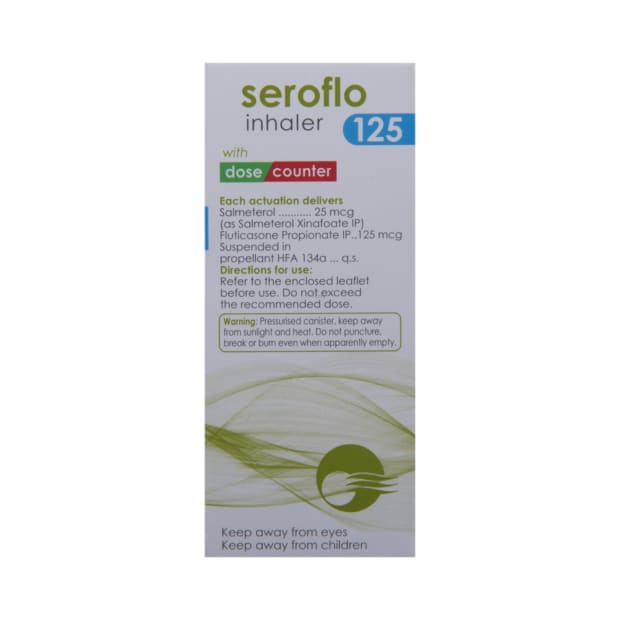 seroflo
inhaler 125
with
dose counter
Each actuation delivers
Salmeterol ........... 25 mcg
(as Salmeterol Xinafoate IP)
Fluticasone Propionate IP..125 mcg
Suspended in
propellant HFA 134a ... q.s.
Directions for use:
Refer to the enclosed leaflet
before use. Do not exceed
the recommended dose.
Warning: Pressurised canister, keep away
from sunlight and heat. Do not puncture,
break or burn even when apparently empty.
Keep away from eyes
Keep away from children